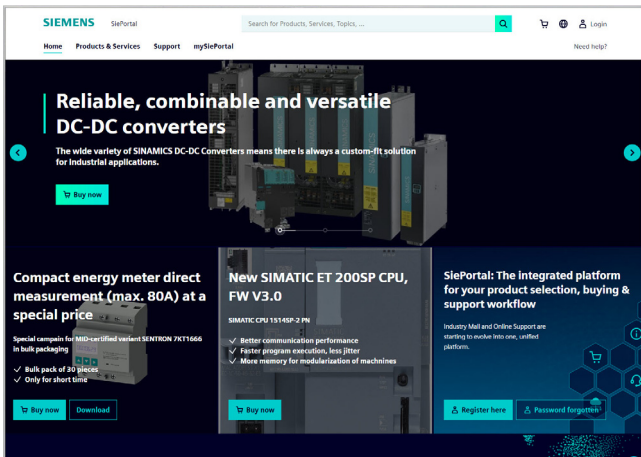 SIEMENS SiePortal
Search for Products, Services, Topics, ...
Login
Home Products & Services Support mySiePortal
Need help?
Reliable, combinable and versatile
DC-DC converters
The wide variety of SINAMICS DC-DC Converters means there is always a custom-fit solution
for industrial applications.
Buy now
Compact energy meter direct
measurement (max. 80A) at a
special price
Special campain for MID-certified variant SENTRON 7KT1666
in bulk packaging
Bulk pack of 30 pieces
Only for short time
Buy now Download
New SIMATIC ET 200SP CPU,
FW V3.0
SIMATIC CPU 1514SP-2 PN
Better communication performance
Faster program execution, less jitter
More memory for modularization of machnines
Buy now
SiePortal: The integrated platform
for your product selection, buying &
support workflow
Industry Mall and Online Support are
starting to evolve into one, unified
platform.
Register here Password forgotten